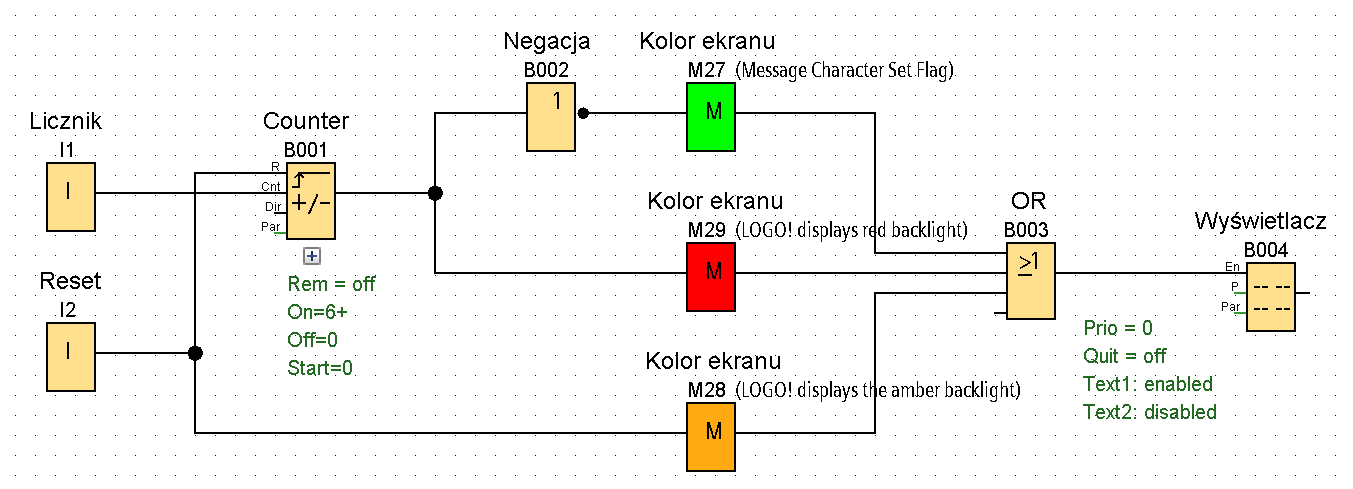 Negacja
B002
1
Kolor ekranu
M27 (Message Character Set Flag)
M
Licznik
I1
I
Counter
B001
R
Cnt
Dir
Par
+/-
Rem = off
On=6+
Off=0
Start=0
Kolor ekranu
M29 (LOGO! displays red backlight)
M
OR
B003
≥1
Wyświetlacz
B004
En
P
Par
Prio = 0
Quit = off
Text1: enabled
Text2: disabled
Reset
I2
I
Kolor ekranu
M28 (LOGO! displays the amber backlight)
M